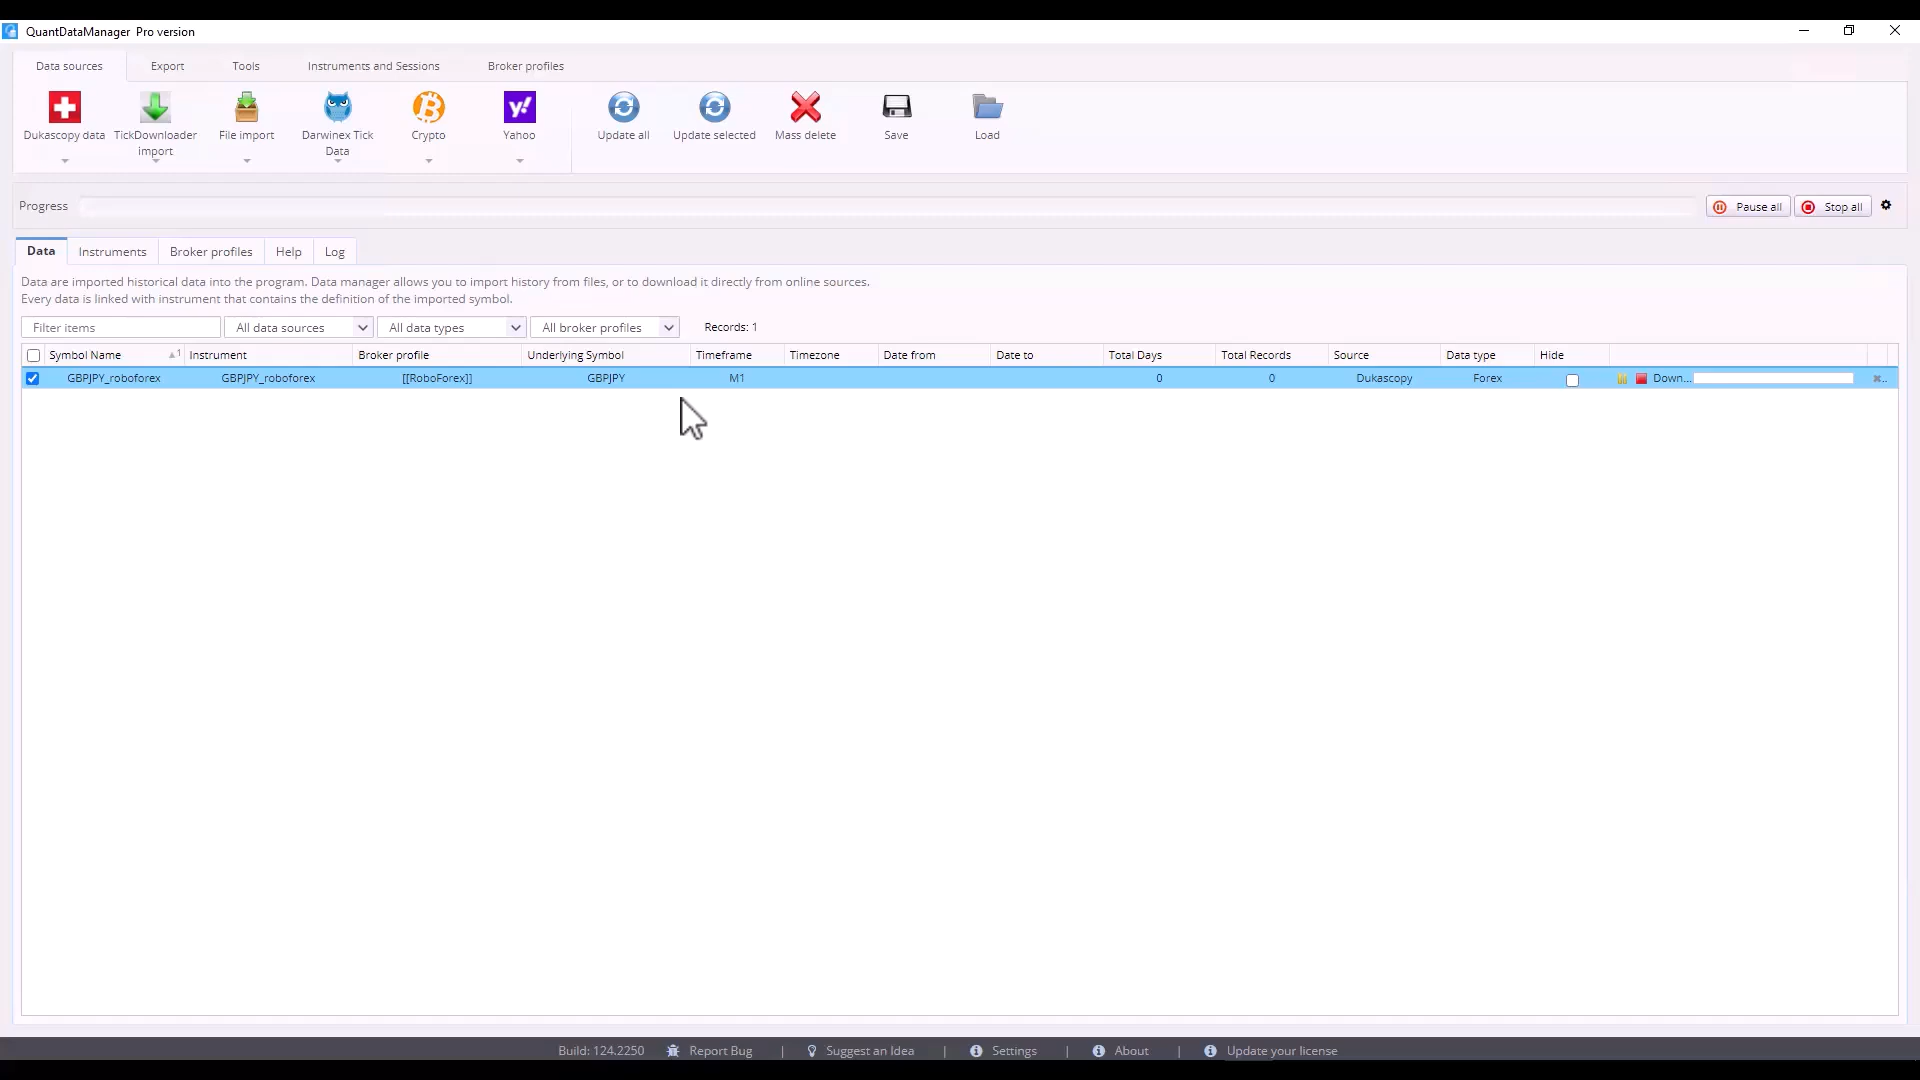 QuantDataManager Pro version
Data sources Export Tools Instruments and Sessions Broker profiles
Dukascopy data TickDownloader import File import Darwinex Tick Data Crypto Yahoo Update all Update selected Mass delete Save Load
Progress Pause all Stop all
Data Instruments Broker profiles Help Log
Data are imported historical data into the program. Data manager allows you to import history from files, or to download it directly from online sources.
Every data is linked with instrument that contains the definition of the imported symbol.
Filter items All data sources All data types All broker profiles Records: 1
Symbol Name 1 Instrument Broker profile Underlying Symbol Timeframe Timezone Date from Date to Total Days Total Records Source Data type Hide
GBPJPY_roboforex GBPJPY_roboforex [[RoboForex]] GBPJPY M1 0 0 Dukascopy Forex Down...
Build: 124.2250 Report Bug | Suggest an Idea | Settings | About | Update your license